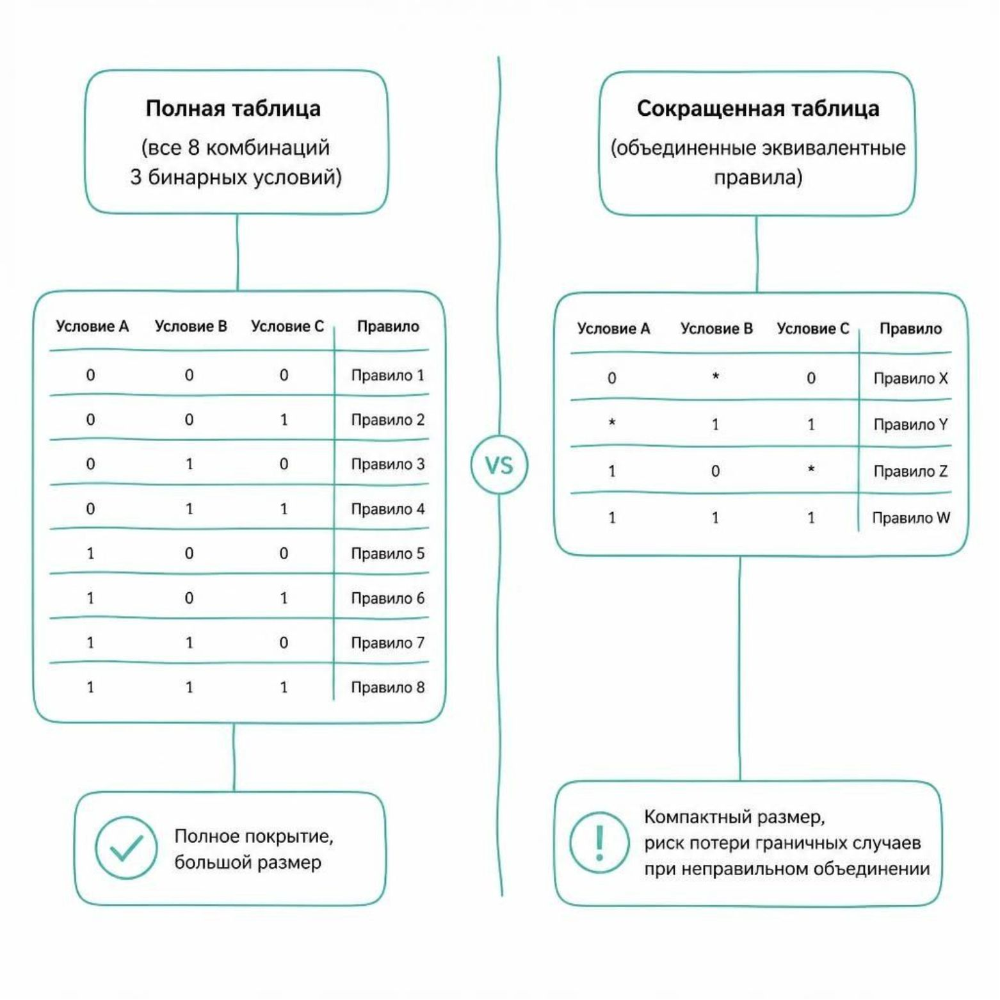 Полная таблица
(все 8 комбинаций
3 бинарных условий)
Условие A Условие B Условие C Правило
0 0 0 Правило 1
0 0 1 Правило 2
0 1 0 Правило 3
0 1 1 Правило 4
1 0 0 Правило 5
1 0 1 Правило 6
1 1 0 Правило 7
1 1 1 Правило 8
Полное покрытие,
большой размер
VS
Сокращенная таблица
(объединенные эквивалентные
правила)
Условие A Условие B Условие C Правило
0 * 0 Правило X
* 1 1 Правило Y
1 0 * Правило Z
1 1 1 Правило W
!
Компактный размер,
риск потери граничных случаев
при неправильном объединении